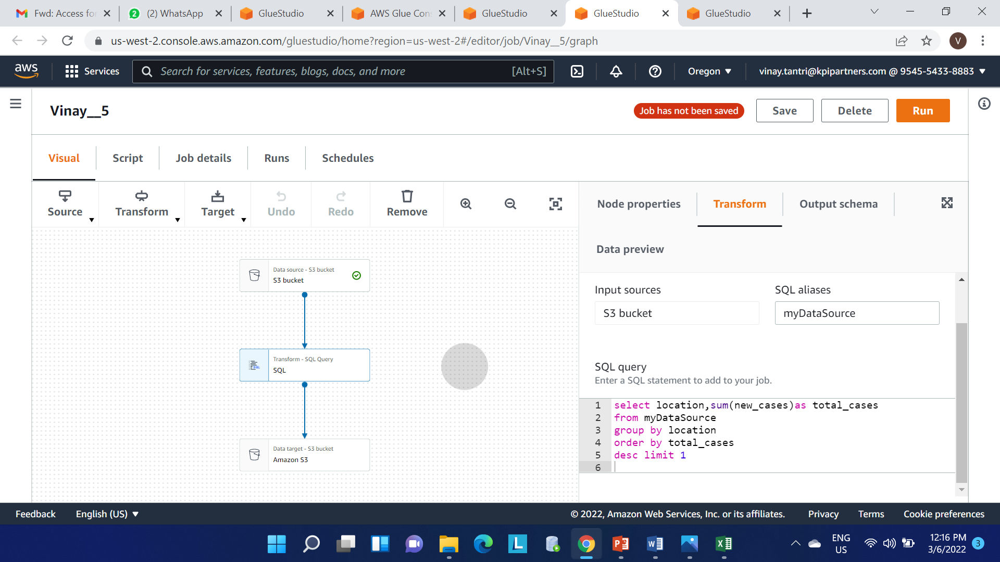 Fwd: Access for
(2) WhatsApp
GlueStudio
AWS Glue Cons
GlueStudio
GlueStudio
GlueStudio
us-west-2.console.aws.amazon.com/gluestudio/home?region=us-west-2#/editor/job/Vinay__5/graph
V
aws
Services
Search for services, features, blogs, docs, and more
[Alt+S]
Oregon
vinay.tantri@kpipartners.com @ 9545-5433-8883
Vinay__5
Job has not been saved
Save
Delete
Run
Visual
Script
Job details
Runs
Schedules
Source
Transform
Target
Undo
Redo
Remove
Node properties
Transform
Output schema
Data preview
Data source - S3 bucket
S3 bucket
Transform - SQL Query
SQL
Data target - S3 bucket
Amazon S3
Input sources
SQL aliases
S3 bucket
myDataSource
SQL query
Enter a SQL statement to add to your job.
1 select location,sum(new_cases)as total_cases
2 from myDataSource
3 group by location
4 order by total_cases
5 desc limit 1
6
Feedback
English (US)
© 2022, Amazon Web Services, Inc. or its affiliates.
Privacy
Terms
Cookie preferences
ENG
US
12:16 PM
3/6/2022
3